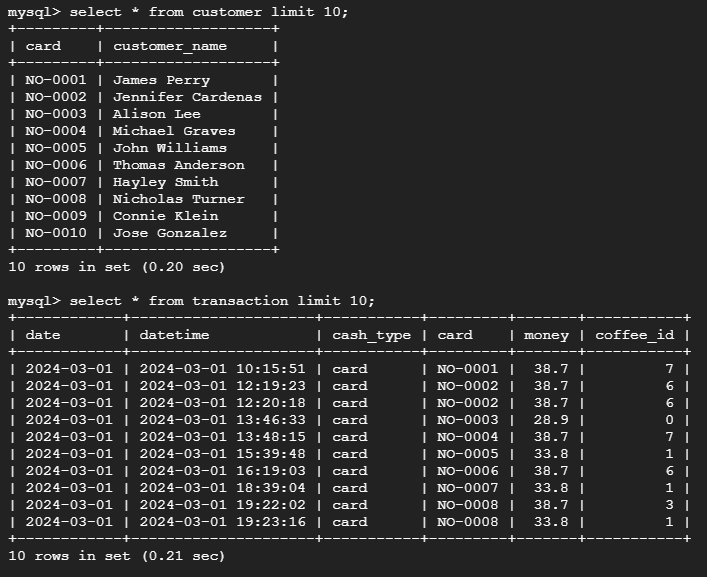 mysql> select * from customer limit 10;
+---------+-------------------+
| card    | customer_name     |
+---------+-------------------+
| NO-0001 | James Perry       |
| NO-0002 | Jennifer Cardenas |
| NO-0003 | Alison Lee        |
| NO-0004 | Michael Graves    |
| NO-0005 | John Williams     |
| NO-0006 | Thomas Anderson   |
| NO-0007 | Hayley Smith      |
| NO-0008 | Nicholas Turner   |
| NO-0009 | Connie Klein      |
| NO-0010 | Jose Gonzalez     |
+---------+-------------------+
10 rows in set (0.20 sec)

mysql> select * from transaction limit 10;
+------------+---------------------+-----------+---------+-------+-----------+
| date       | datetime            | cash_type | card    | money | coffee_id |
+------------+---------------------+-----------+---------+-------+-----------+
| 2024-03-01 | 2024-03-01 10:15:51 | card      | NO-0001 |  38.7 |         7 |
| 2024-03-01 | 2024-03-01 12:19:23 | card      | NO-0002 |  38.7 |         6 |
| 2024-03-01 | 2024-03-01 12:20:18 | card      | NO-0002 |  38.7 |         6 |
| 2024-03-01 | 2024-03-01 13:46:33 | card      | NO-0003 |  28.9 |         0 |
| 2024-03-01 | 2024-03-01 13:48:15 | card      | NO-0004 |  38.7 |         7 |
| 2024-03-01 | 2024-03-01 15:39:48 | card      | NO-0005 |  33.8 |         1 |
| 2024-03-01 | 2024-03-01 16:19:03 | card      | NO-0006 |  38.7 |         6 |
| 2024-03-01 | 2024-03-01 18:39:04 | card      | NO-0007 |  33.8 |         1 |
| 2024-03-01 | 2024-03-01 19:22:02 | card      | NO-0008 |  38.7 |         3 |
| 2024-03-01 | 2024-03-01 19:23:16 | card      | NO-0008 |  33.8 |         1 |
+------------+---------------------+-----------+---------+-------+-----------+
10 rows in set (0.21 sec)